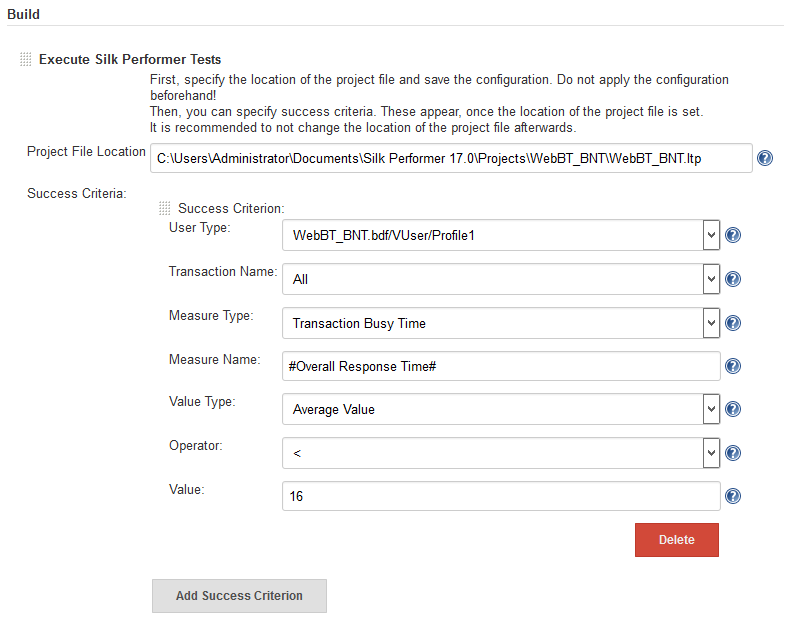 Build
Execute Silk Performer Tests
First, specify the location of the project file and save the configuration. Do not apply the configuration
beforehand!
Then, you can specify success criteria. These appear, once the location of the project file is set.
It is recommended to not change the location of the project file afterwards.
Project File Location C:\Users\Administrator\Documents\Silk Performer 17.0\Projects\WebBT_BNT\WebBT_BNT.ltp
Success Criteria:
Success Criterion:
User Type: WebBT_BNT.bdf/VUser/Profile1
Transaction Name: All
Measure Type: Transaction Busy Time
Measure Name: #Overall Response Time#
Value Type: Average Value
Operator: <
Value: 16
Delete
Add Success Criterion